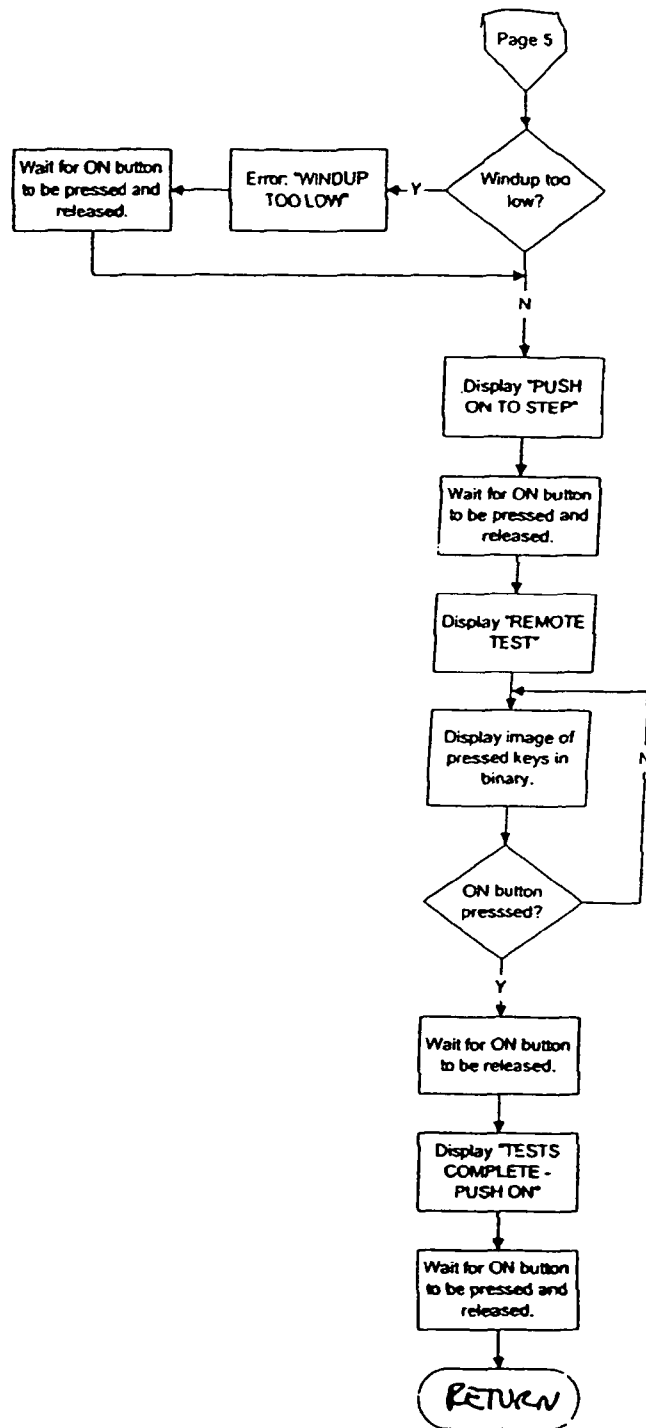 Page 5
Windup too
low?
Y
Error: "WINDUP
TOO LOW"
Wait for ON button
to be pressed and
released.
N
Display "PUSH
ON TO STEP"
Wait for ON button
to be pressed and
released.
Display "REMOTE
TEST"
Display image of
pressed keys in
binary.
N
ON button
presssed?
Y
Wait for ON button
to be released.
Display "TESTS
COMPLETE -
PUSH ON"
Wait for ON button
to be pressed and
released.
RETURN